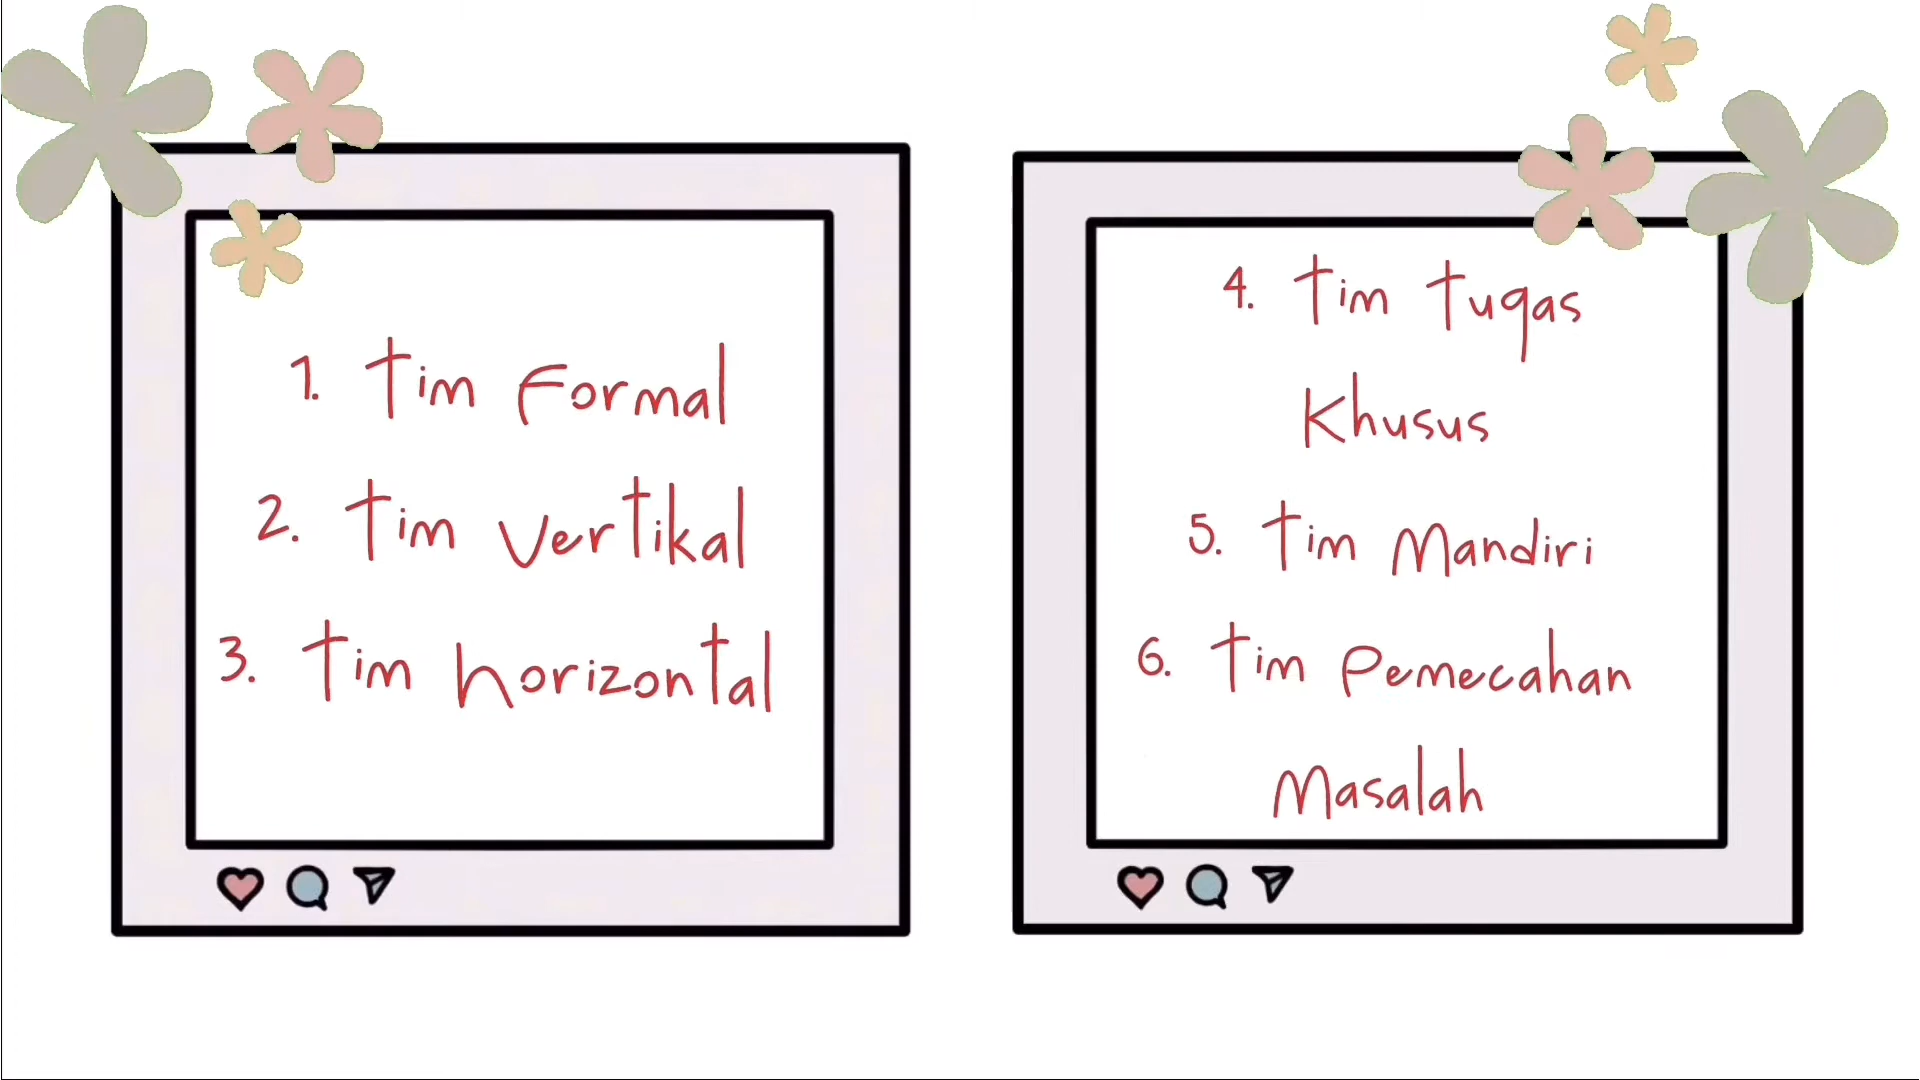 1. Tim Formal
2. Tim Vertikal
3. Tim horizontal
4. Tim Tugas
Khusus
5. Tim Mandiri
6. Tim Pemecahan
Masalah